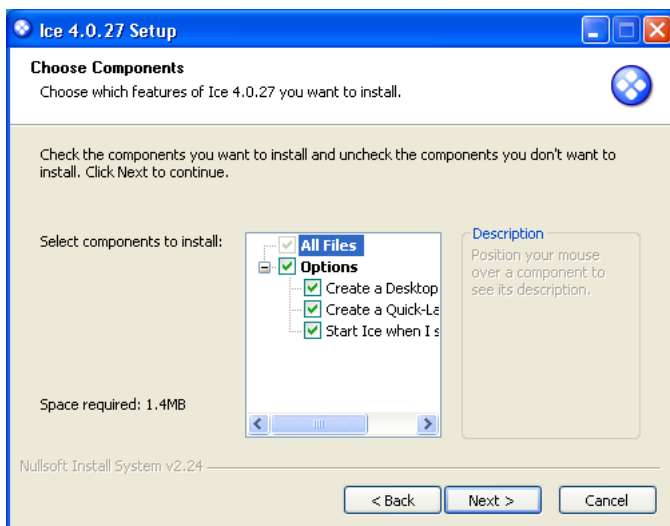 Ice 4.0.27 Setup
Choose Components
Choose which features of Ice 4.0.27 you want to install.
Check the components you want to install and uncheck the components you don't want to
install. Click Next to continue.
Select components to install:
All Files
Options
Create a Desktop
Create a Quick-La
Start Ice when I s
Description
Position your mouse
over a component to
see its description.
Space required: 1.4MB
Nullsoft Install System v2.24
< Back
Next >
Cancel